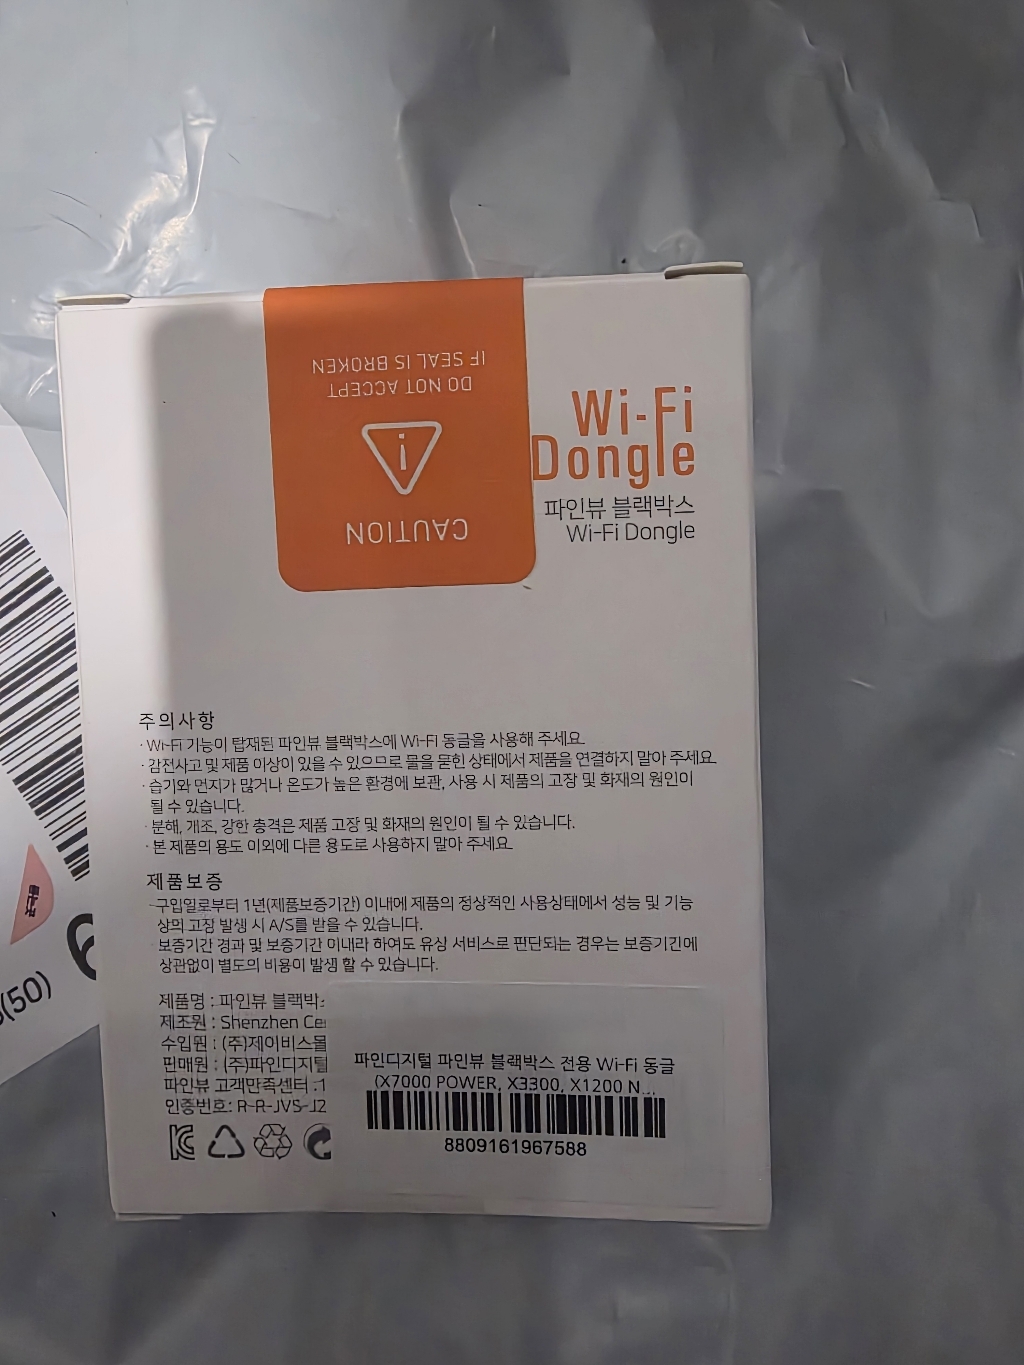 IF SEAL IS BROKEN
DO NOT ACCEPT
CAUTION
Wi-Fi
Dongle
파인뷰 블랙박스
Wi-Fi Dongle
주의사항
· Wi-Fi 기능이 탑재된 파인뷰 블랙박스에 Wi-Fi 동글을 사용해 주세요.
· 감전사고 및 제품 이상이 있을 수 있으므로 물을 묻힌 상태에서 제품을 연결하지 말아 주세요.
· 습기와 먼지가 많거나 온도가 높은 환경에 보관, 사용 시 제품의 고장 및 화재의 원인이
될 수 있습니다.
· 분해, 개조, 강한 충격은 제품 고장 및 화재의 원인이 될 수 있습니다.
· 본 제품의 용도 이외에 다른 용도로 사용하지 말아 주세요.
제품보증
· 구입일로부터 1년(제품보증기간) 이내에 제품의 정상적인 사용상태에서 성능 및 기능
상의 고장 발생 시 A/S를 받을 수 있습니다.
· 보증기간 경과 및 보증기간 이내라 하여도 유상 서비스로 판단되는 경우는 보증기간에
상관없이 별도의 비용이 발생 할 수 있습니다.
제품명 : 파인뷰 블랙박
제조원 : Shenzhen Ce
수입원 : (주)제이비스몰
판매원 : (주)파인디지털
파인뷰 고객만족센터 : 1
인증번호: R-R-JVS-J2
파인디지털 파인뷰 블랙박스 전용 Wi-Fi 동글
(X7000 POWER, X3300, X1200 N...
8809161967588
(50)
6
뜯는곳